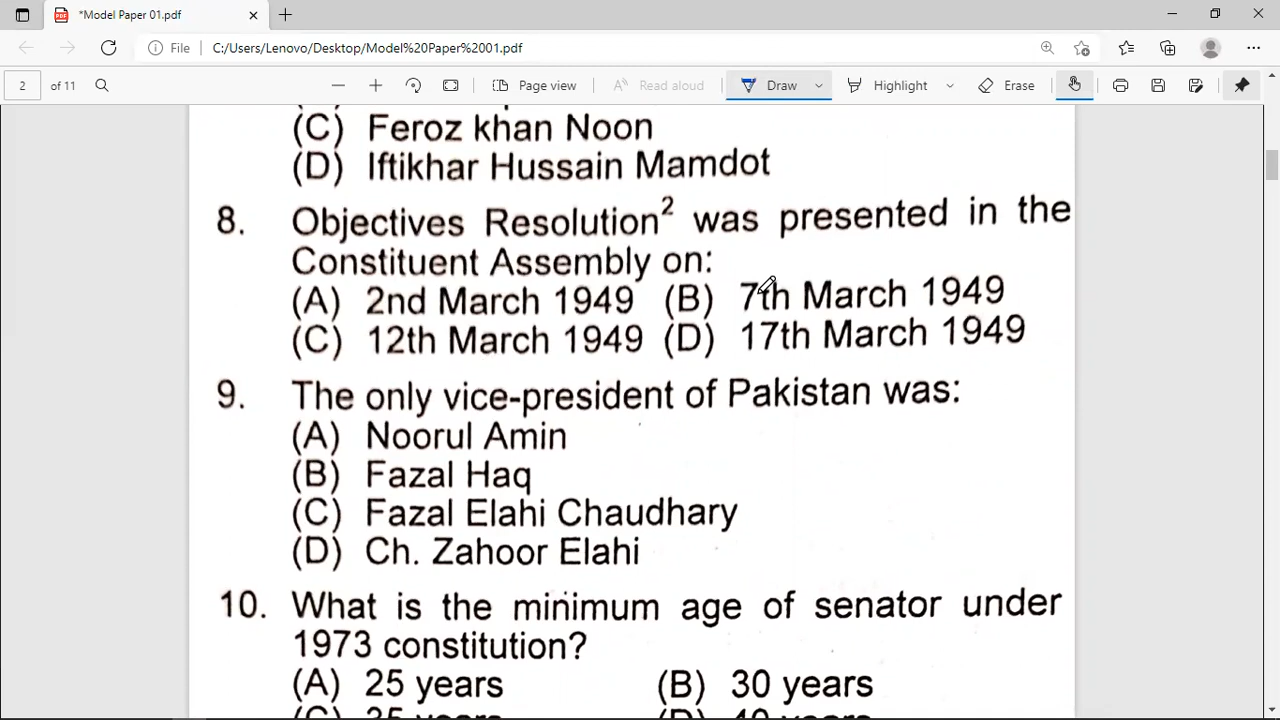 *Model Paper 01.pdf
File C:/Users/Lenovo/Desktop/Model%20Paper%2001.pdf
2 of 11 Page view Read aloud Draw Highlight Erase
(C) Feroz khan Noon
(D) Iftikhar Hussain Mamdot
8. Objectives Resolution² was presented in the
Constituent Assembly on:
(A) 2nd March 1949 (B) 7th March 1949
(C) 12th March 1949 (D) 17th March 1949
9. The only vice-president of Pakistan was:
(A) Noorul Amin
(B) Fazal Haq
(C) Fazal Elahi Chaudhary
(D) Ch. Zahoor Elahi
10. What is the minimum age of senator under
1973 constitution?
(A) 25 years (B) 30 years